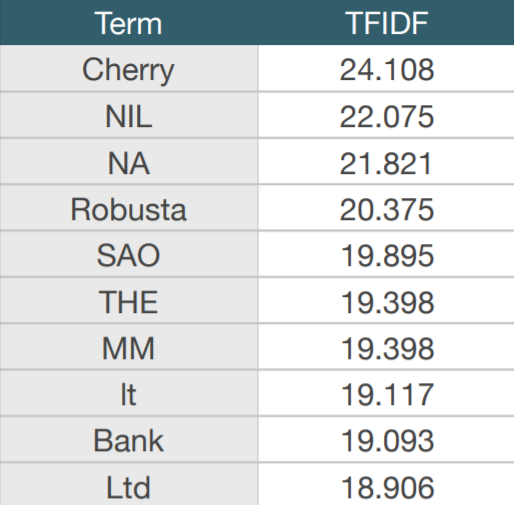 Term TFIDF
Cherry 24.108
NIL 22.075
NA 21.821
Robusta 20.375
SAO 19.895
THE 19.398
MM 19.398
It 19.117
Bank 19.093
Ltd 18.906